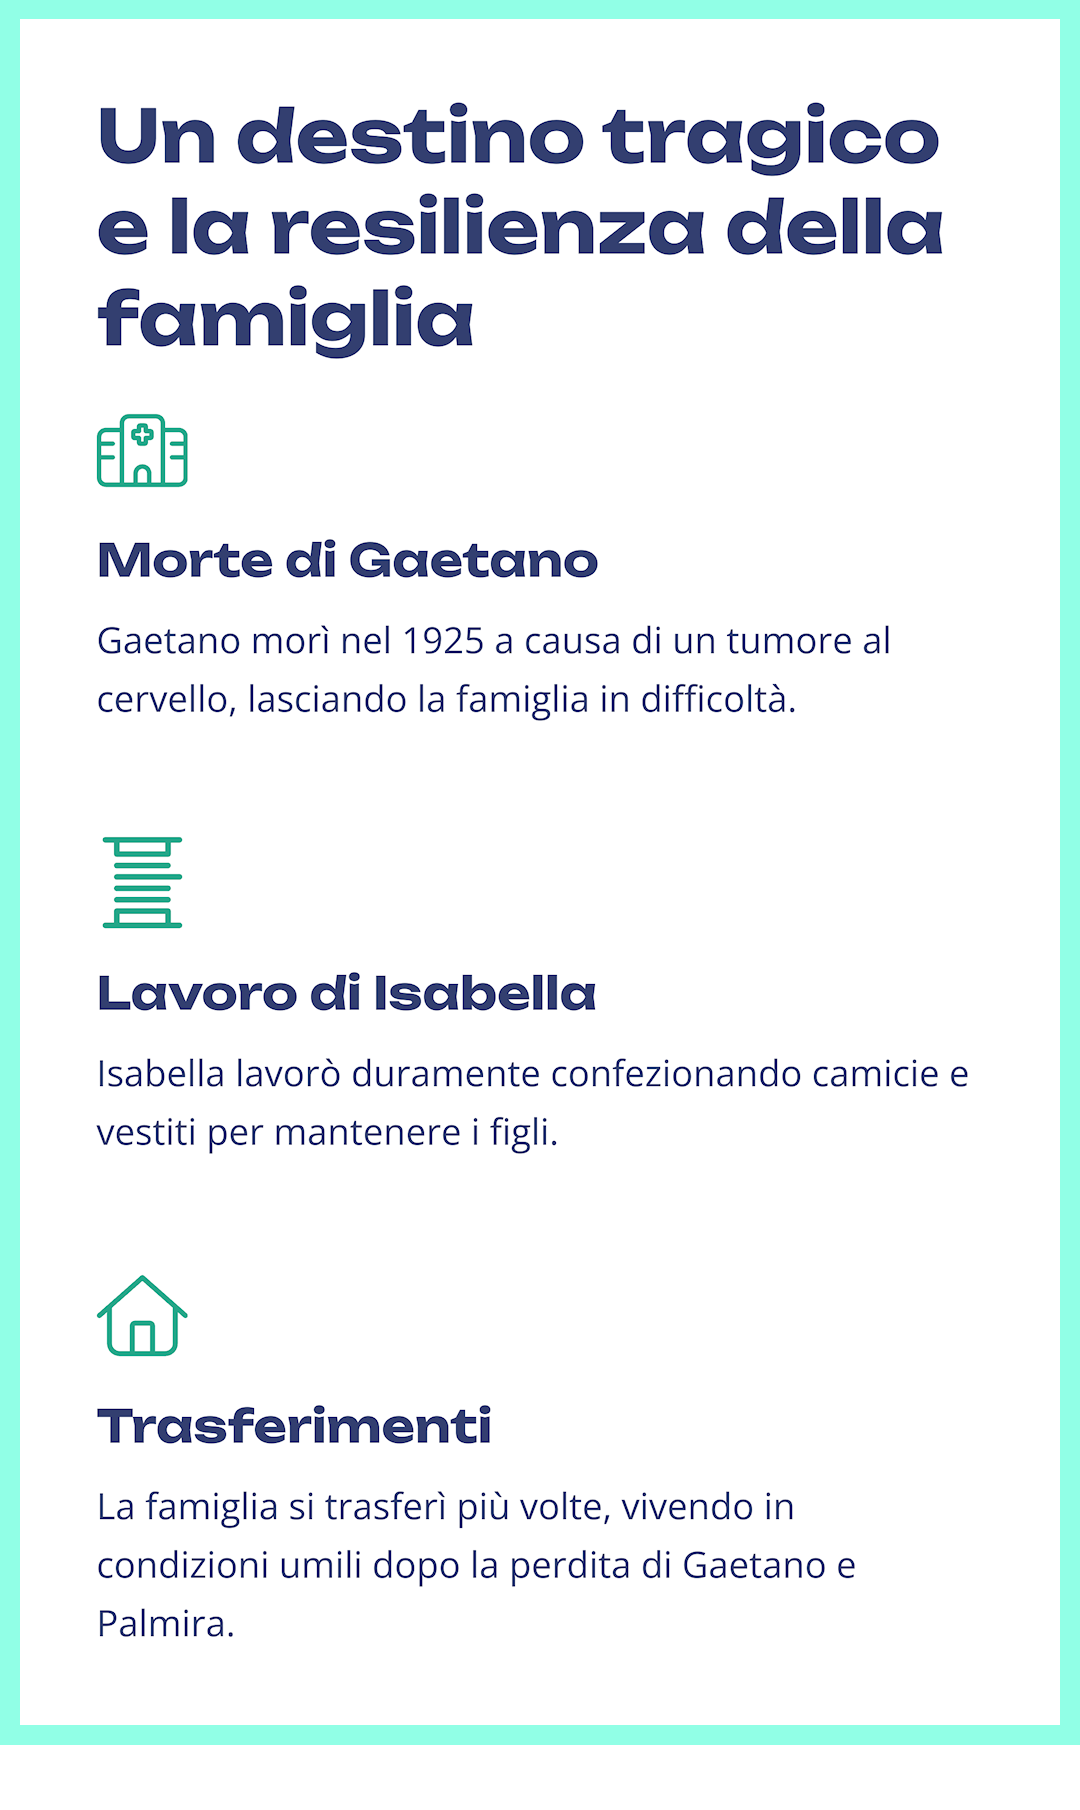 Un destino tragico
e la resilienza della
famiglia
Morte di Gaetano
Gaetano morì nel 1925 a causa di un tumore al
cervello, lasciando la famiglia in difficoltà.
Lavoro di Isabella
Isabella lavorò duramente confezionando camicie e
vestiti per mantenere i figli.
Trasferimenti
La famiglia si trasferì più volte, vivendo in
condizioni umili dopo la perdita di Gaetano e
Palmira.